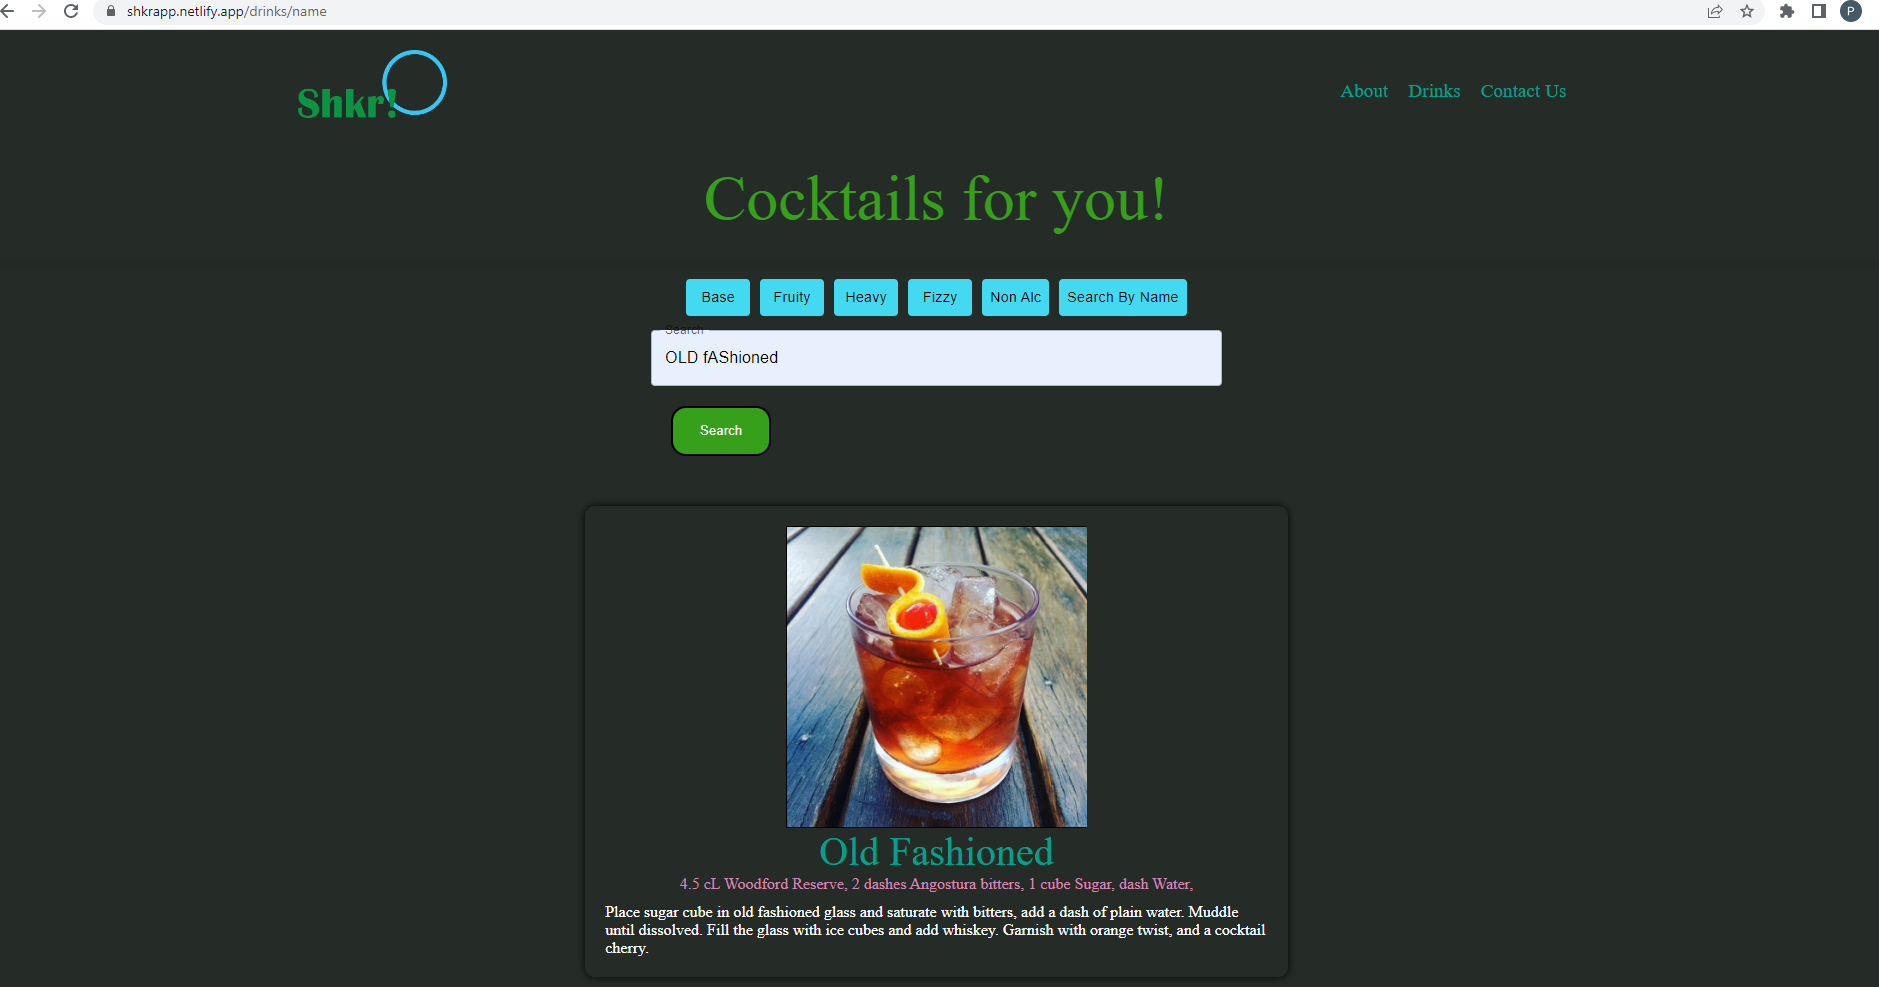 shkrapp.netlify.app/drinks/name
P
Shkr!
About Drinks Contact Us
Cocktails for you!
Base Fruity Heavy Fizzy Non Alc Search By Name
Search
OLD fAShioned
Search
Old Fashioned
4.5 cL Woodford Reserve, 2 dashes Angostura bitters, 1 cube Sugar, dash Water,
Place sugar cube in old fashioned glass and saturate with bitters, add a dash of plain water. Muddle
until dissolved. Fill the glass with ice cubes and add whiskey. Garnish with orange twist, and a cocktail
cherry.